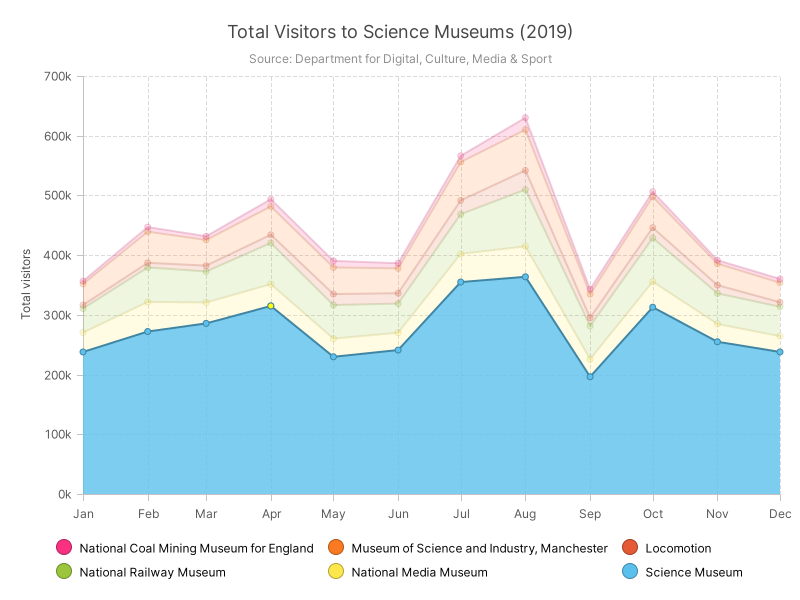 Total Visitors to Science Museums (2019)
Source: Department for Digital, Culture, Media & Sport
Total visitors
700k
600k
500k
400k
300k
200k
100k
0k
Jan Feb Mar Apr May Jun Jul Aug Sep Oct Nov Dec
National Coal Mining Museum for England Museum of Science and Industry, Manchester Locomotion
National Railway Museum National Media Museum Science Museum